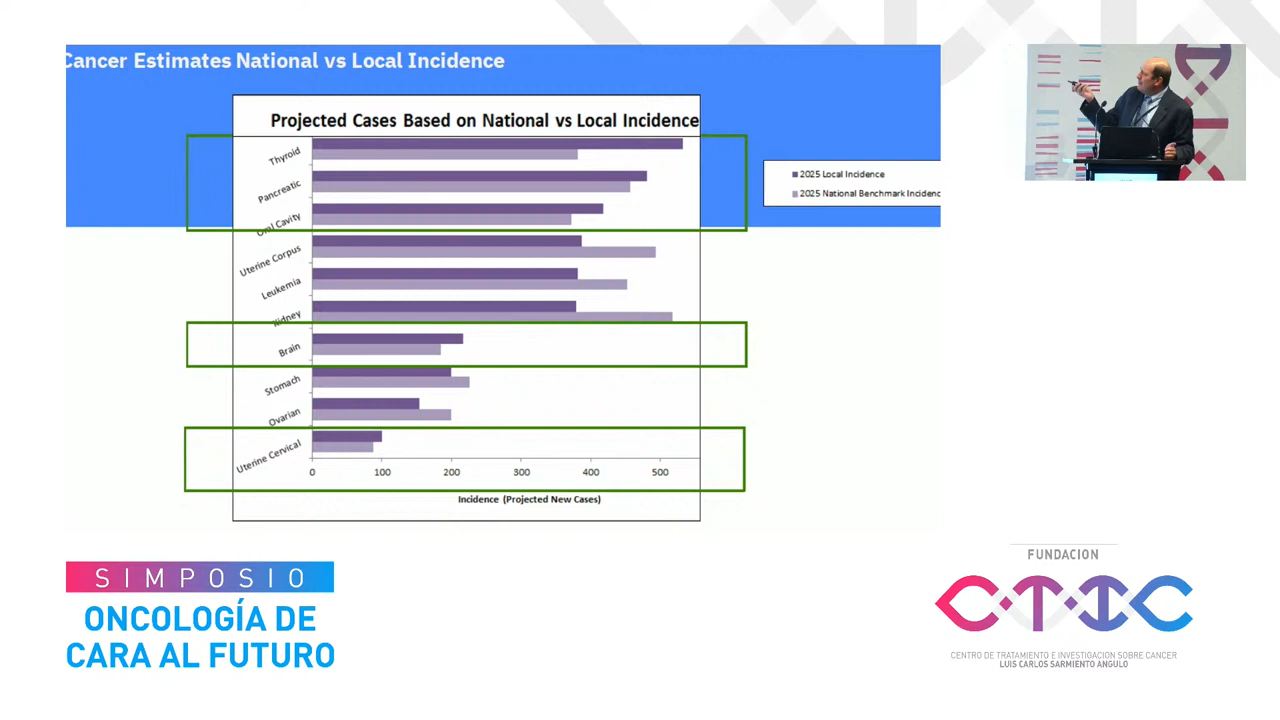 Cancer Estimates National vs Local Incidence
Projected Cases Based on National vs Local Incidence
Thyroid
Pancreatic
Oral Cavity
Uterine Corpus
Leukemia
Kidney
Brain
Stomach
Ovarian
Uterine Cervical
0 100 200 300 400 500
Incidence (Projected New Cases)
2025 Local Incidence
2025 National Benchmark Incidenc
SIMPOSIO
ONCOLOGÍA DE
CARA AL FUTURO
FUNDACION
CTIC
CENTRO DE TRATAMIENTO E INVESTIGACION SOBRE CANCER
LUIS CARLOS SARMIENTO ANGULO